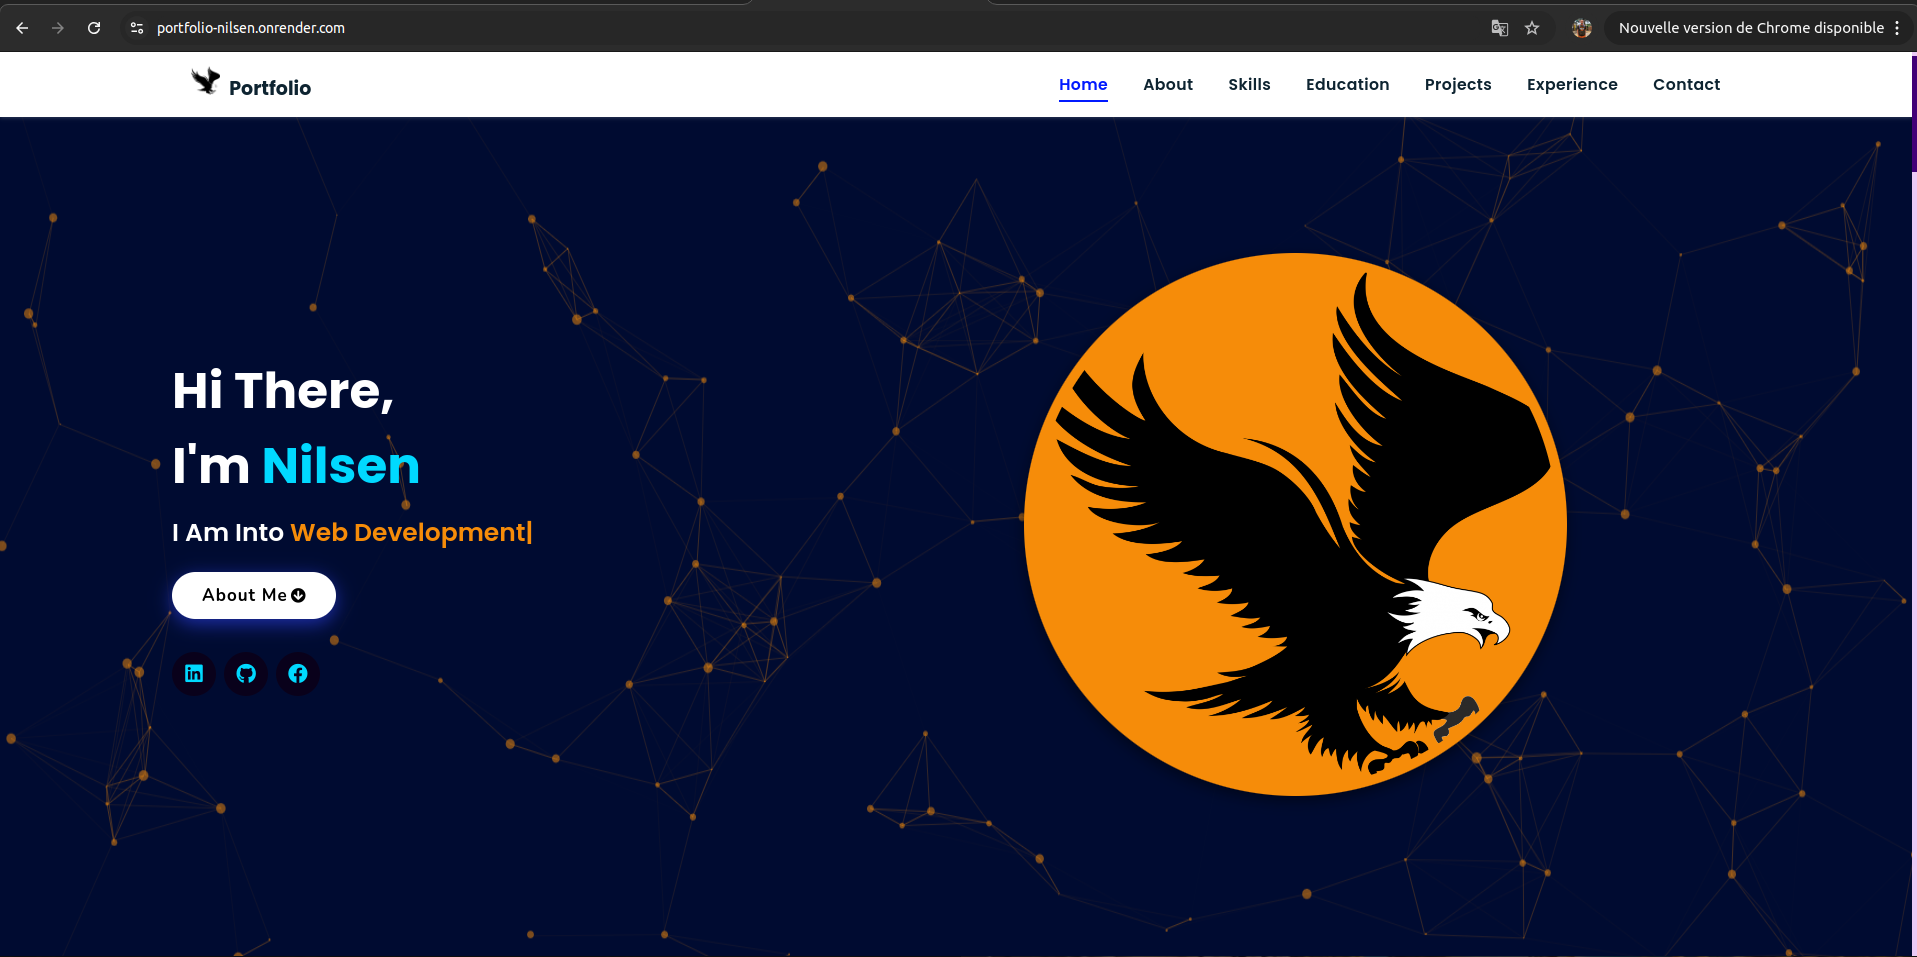 portfolio-nilsen.onrender.com
Nouvelle version de Chrome disponible
Portfolio
Home About Skills Education Projects Experience Contact
Hi There,
I'm Nilsen
I Am Into Web Development|
About Me